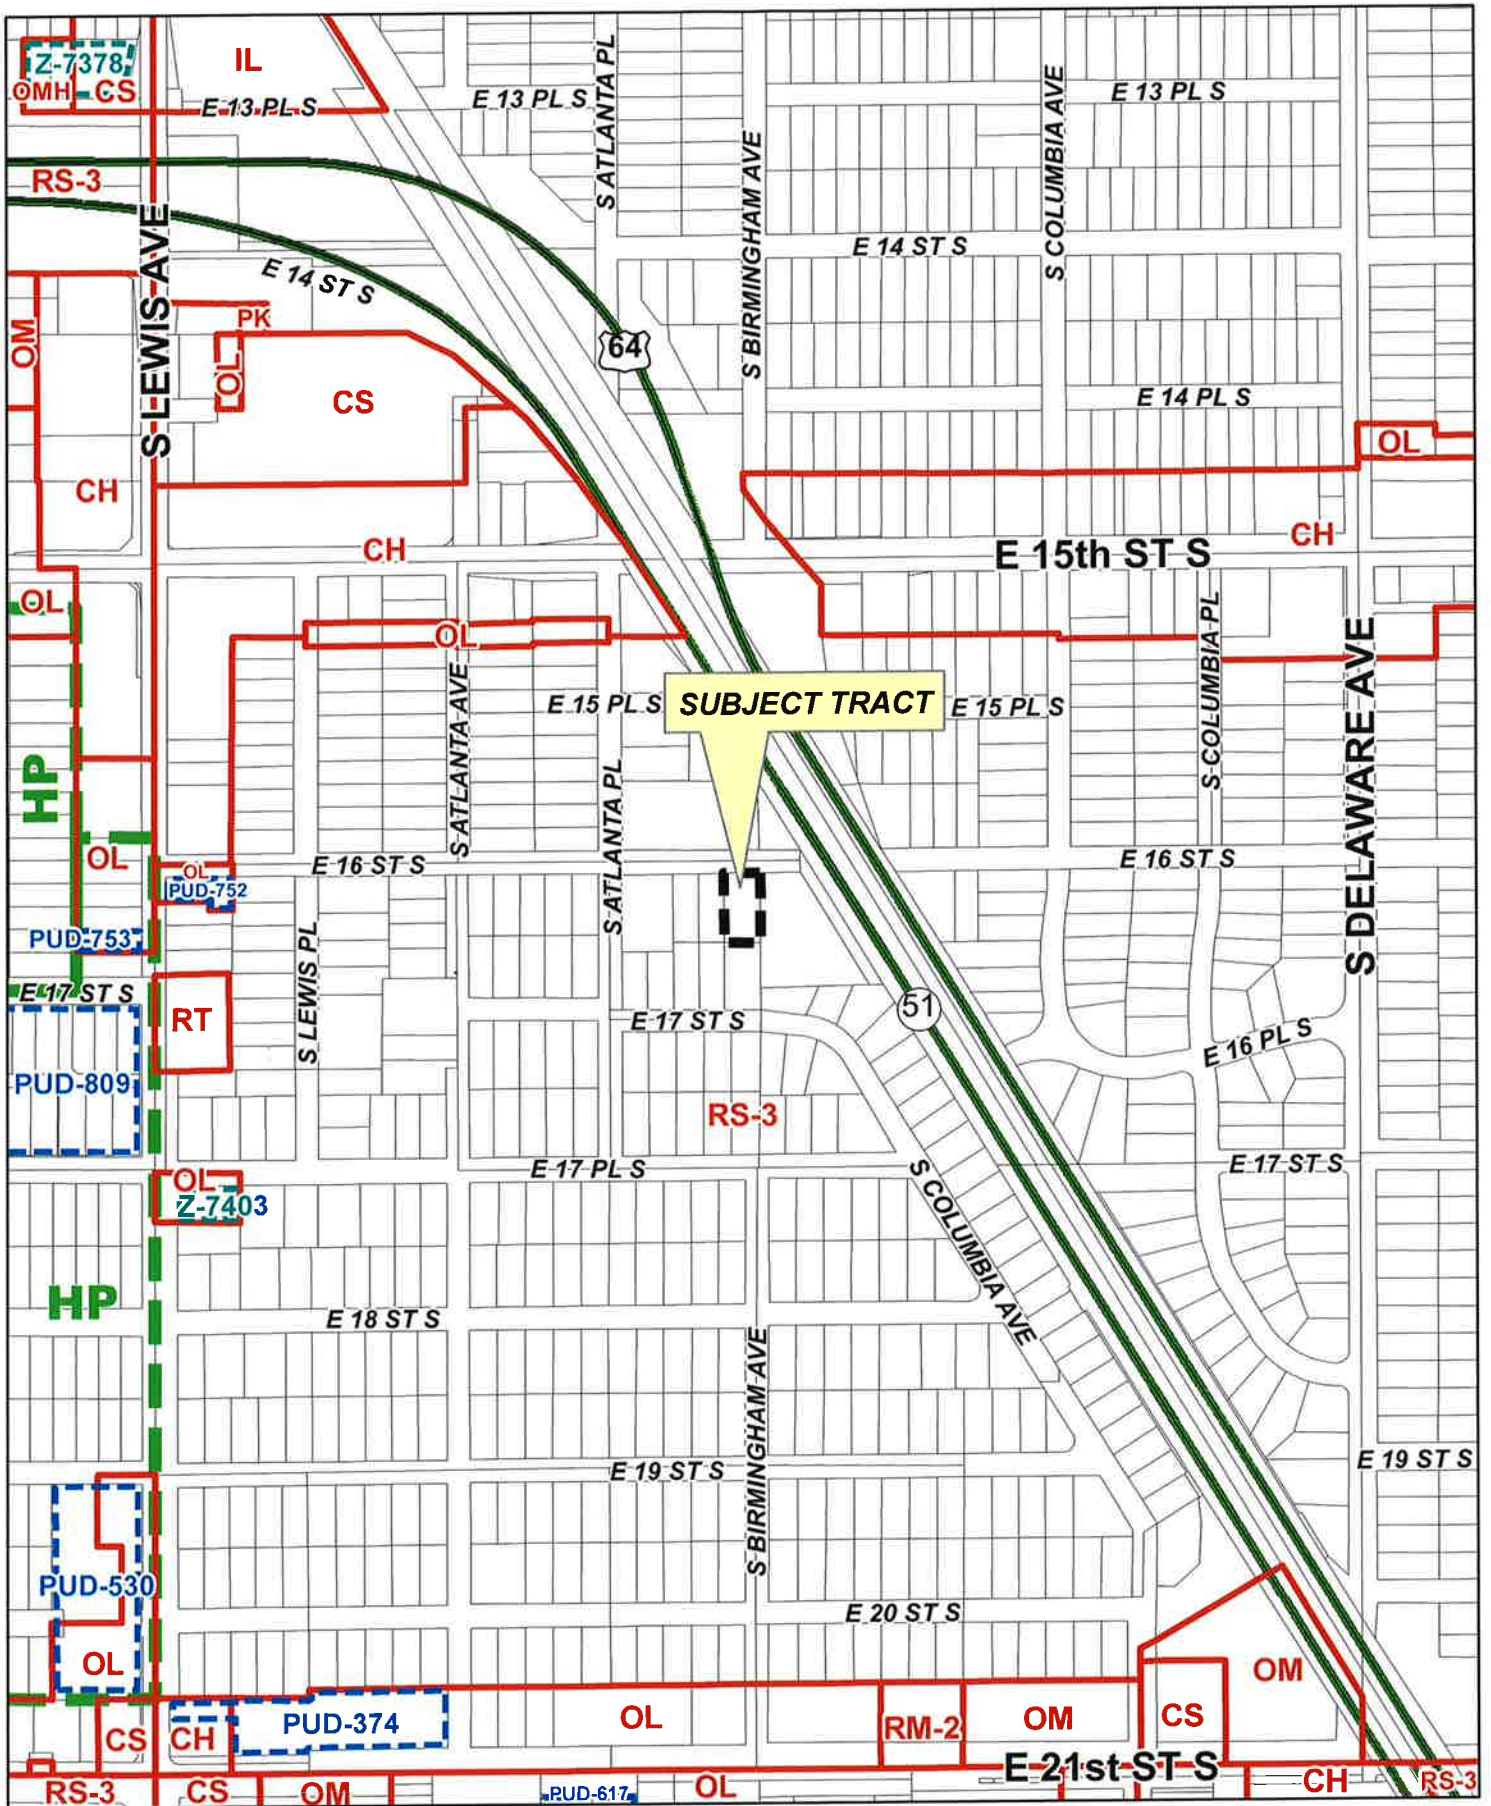 Z-7378
IL
OMH
CS
E 13 PL S
E 13 PL S
E 13 PL S
S ATLANTA PL
S COLUMBIA AVE
S BIRMINGHAM AVE
RS-3
S LEWIS AVE
E 14 ST S
E 14 ST S
PK
OM
OL
CS
64
E 14 PL S
OL
CH
CH
CH
E 15th ST S
OL
OL
S COLUMBIA PL
S DELAWARE AVE
S ATLANTA AVE
E 15 PL S
SUBJECT TRACT
E 15 PL S
HP
S ATLANTA PL
OL
OL
PUD-752
E 16 ST S
E 16 ST S
PUD-753
S LEWIS PL
E 17 ST S
RT
E 17 ST S
51
E 16 PL S
PUD-809
RS-3
E 17 PL S
E 17 ST S
OL
Z-7403
S COLUMBIA AVE
HP
E 18 ST S
S BIRMINGHAM AVE
E 19 ST S
E 19 ST S
PUD-530
E 20 ST S
OL
OM
CS
CH
PUD-374
OL
RM-2
OM
CS
E 21st ST S
RS-3
CS
OM
PUD-617
OL
CH
RS-3